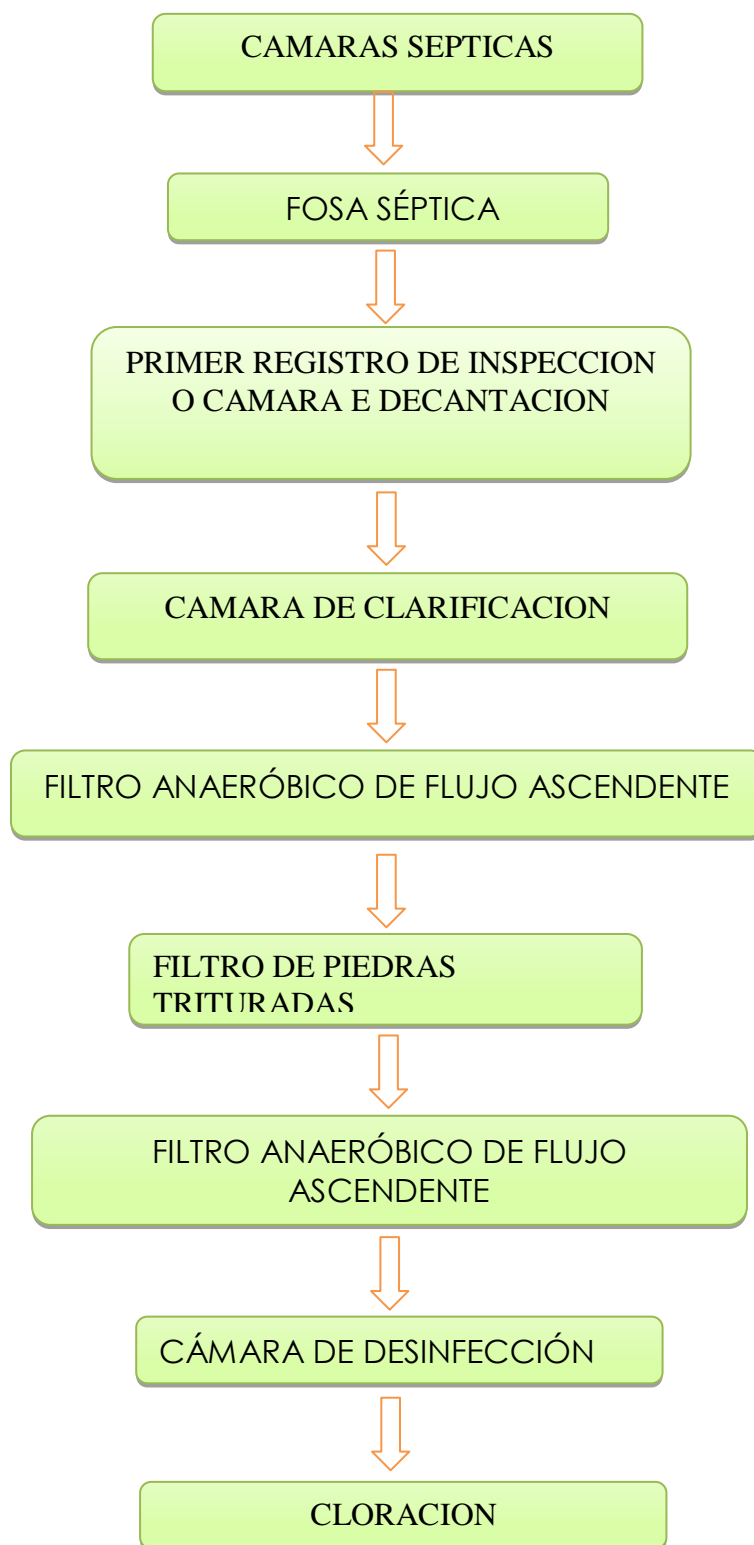 CAMARAS SEPTICAS
FOSA SÉPTICA
PRIMER REGISTRO DE INSPECCION
O CAMARA E DECANTACION
CAMARA DE CLARIFICACION
FILTRO ANAERÓBICO DE FLUJO ASCENDENTE
FILTRO DE PIEDRAS
TRITURADAS
FILTRO ANAERÓBICO DE FLUJO
ASCENDENTE
CÁMARA DE DESINFECCIÓN
CLORACION